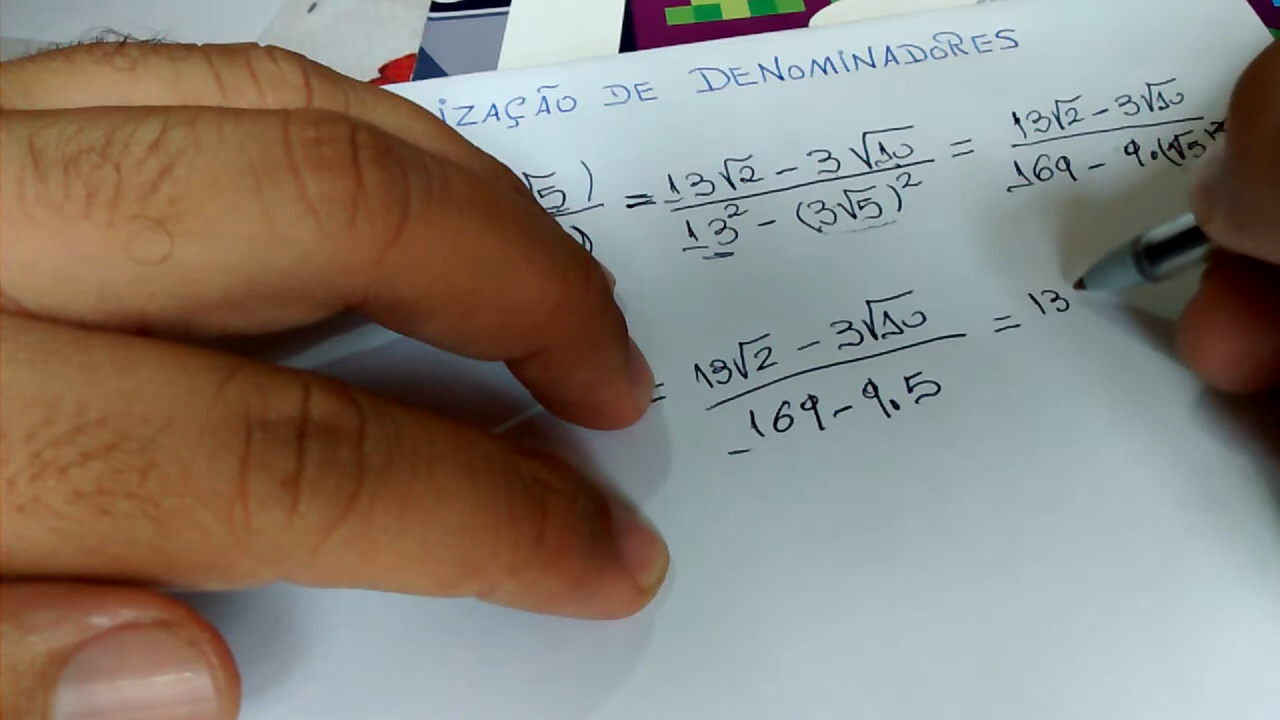 IZAÇÃO DE DENOMINADORES
√5) = (13√2 - 3√10)/(13² - (3√5)²) = (13√2 - 3√10)/(169 - 9.(√5)²
= (13√2 - 3√10)/(169 - 9.5) = 13